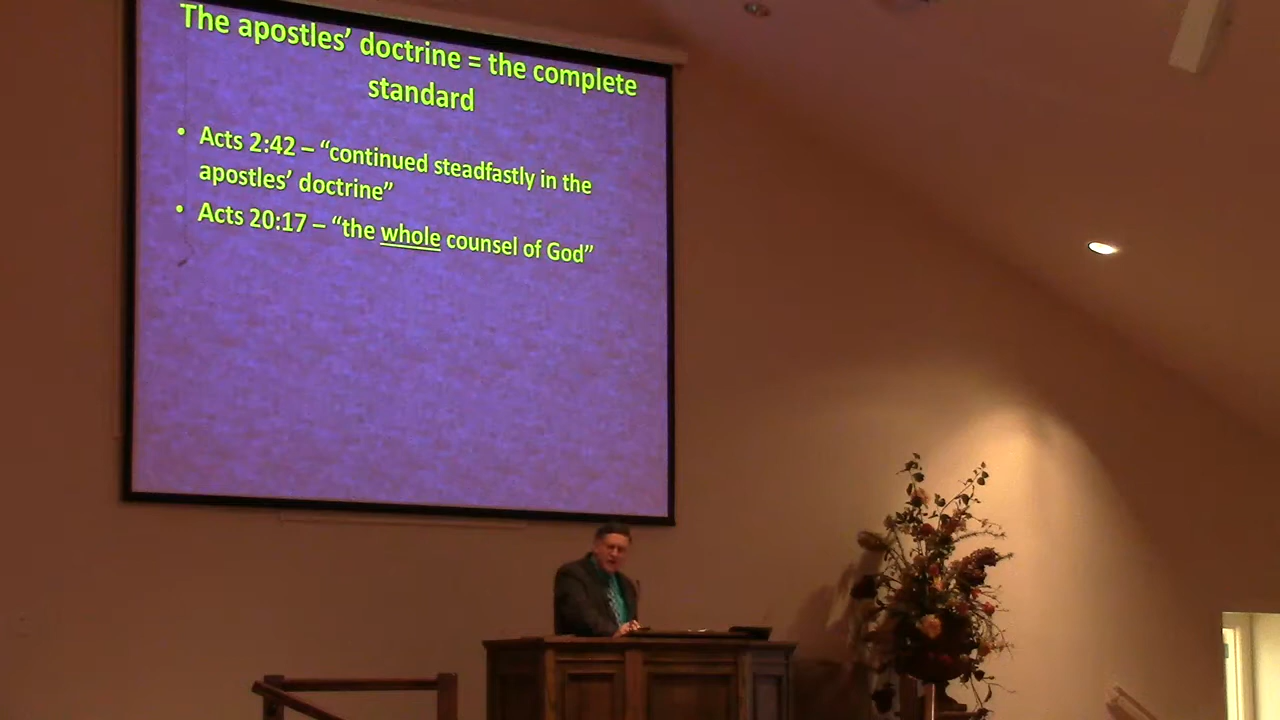 The apostles’ doctrine = the complete
standard
• Acts 2:42 – “continued steadfastly in the
apostles’ doctrine”
• Acts 20:17 – “the whole counsel of God”